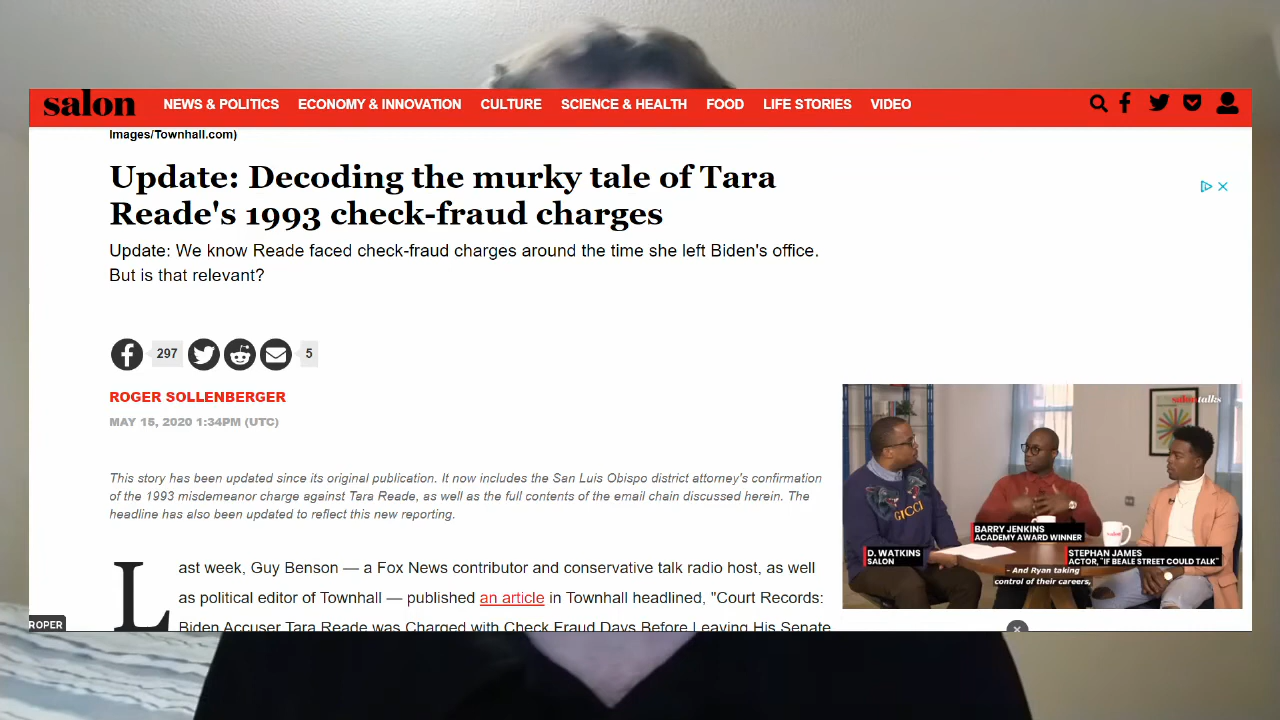 salon
NEWS & POLITICS ECONOMY & INNOVATION CULTURE SCIENCE & HEALTH FOOD LIFE STORIES VIDEO
Images/Townhall.com)
Update: Decoding the murky tale of Tara
Reade's 1993 check-fraud charges
Update: We know Reade faced check-fraud charges around the time she left Biden's office.
But is that relevant?
297
5
ROGER SOLLENBERGER
MAY 15, 2020 1:34PM (UTC)
This story has been updated since its original publication. It now includes the San Luis Obispo district attorney's confirmation
of the 1993 misdemeanor charge against Tara Reade, as well as the full contents of the email chain discussed herein. The
headline has also been updated to reflect this new reporting.
Last week, Guy Benson — a Fox News contributor and conservative talk radio host, as well
as political editor of Townhall — published an article in Townhall headlined, "Court Records:
Biden Accuser Tara Reade was Charged with Check Fraud Days Before Leaving His Senate
ROPER
salontalks
GICCI
BARRY JENKINS
ACADEMY AWARD WINNER
D. WATKINS
SALON
salon
STEPHAN JAMES
ACTOR, "IF BEALE STREET COULD TALK"
- And Ryan taking
control of their careers,